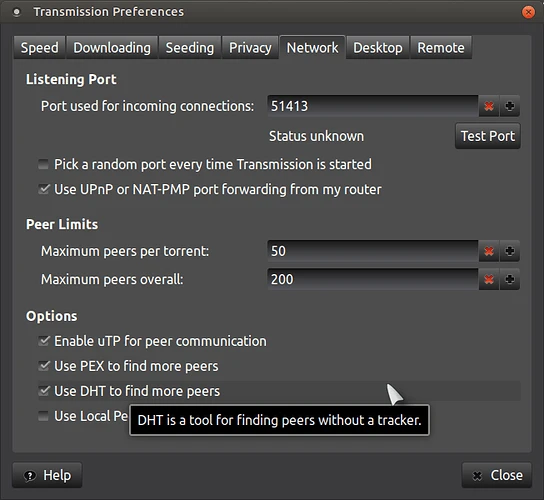 Transmission Preferences
Speed Downloading Seeding Privacy Network Desktop Remote
Listening Port
Port used for incoming connections: 51413
Status unknown Test Port
Pick a random port every time Transmission is started
Use UPnP or NAT-PMP port forwarding from my router
Peer Limits
Maximum peers per torrent: 50
Maximum peers overall: 200
Options
Enable uTP for peer communication
Use PEX to find more peers
Use DHT to find more peers
Use Local Pe
DHT is a tool for finding peers without a tracker.
Help Close